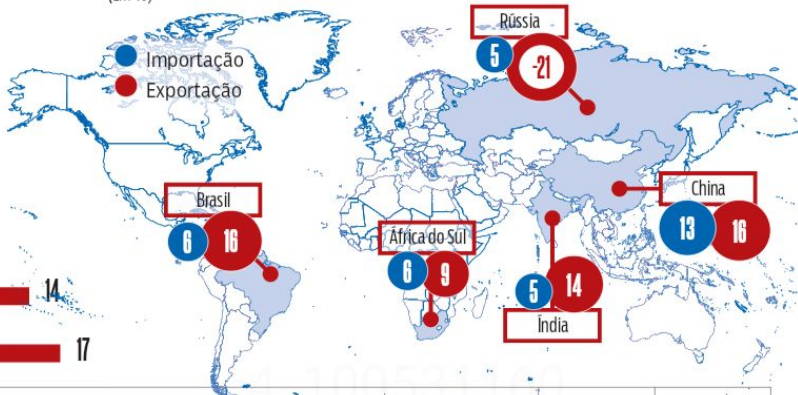 Rússia
5
-21
Importação
Exportação
Brasil
6
16
África do Sul
6
9
China
13
16
5
14
Índia
14
17